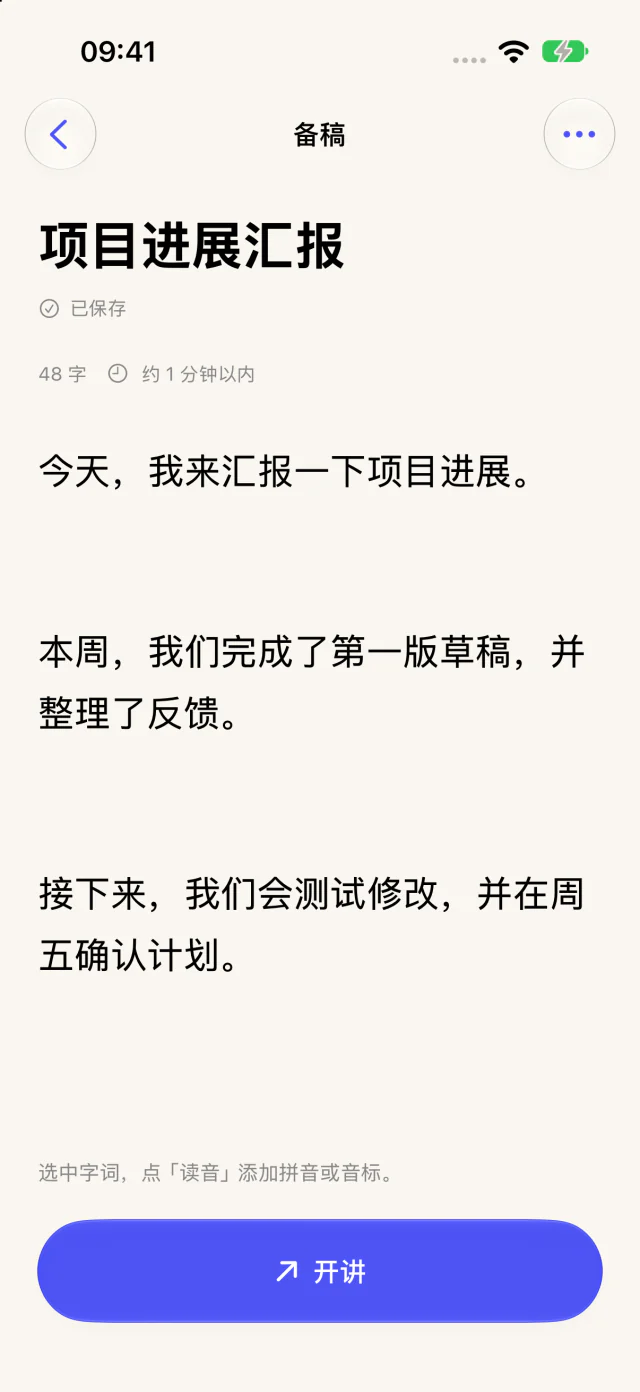 09:41
备稿
项目进展汇报
已保存
48 字 约 1 分钟以内
今天，我来汇报一下项目进展。
本周，我们完成了第一版草稿，并
整理了反馈。
接下来，我们会测试修改，并在周
五确认计划。
选中字词，点「读音」添加拼音或音标。
开讲